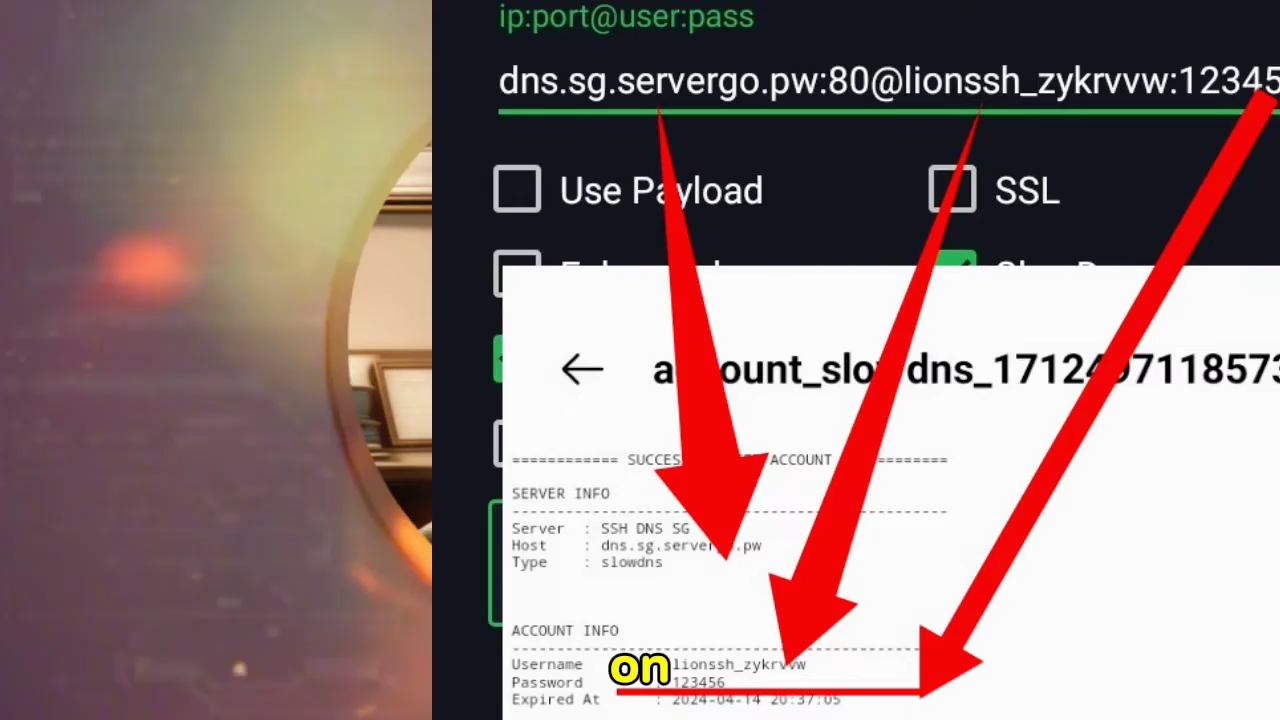 ip:port@user:pass
dns.sg.servergo.pw:80@lionssh_zykrvvw:12345
Use Payload
SSL
============ SUCCES ACCOUNT ========
SERVER INFO
Server : SSH DNS SG
Host : dns.sg.servergo.pw
Type : slowdns
ACCOUNT INFO
Username lionssh_zykrvvw
on
Password : 123456
Expired At : 2024-04-14 20:37:05